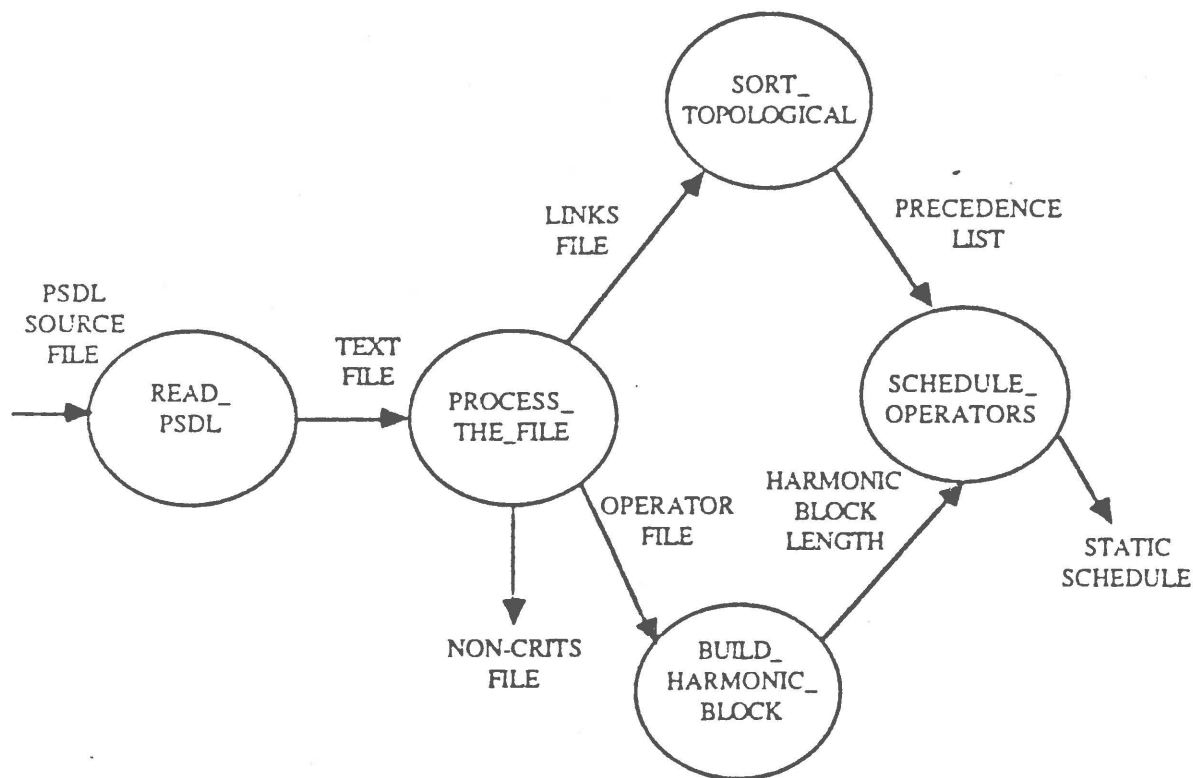 SORT_
TOPOLOGICAL
LINKS
FILE
PRECEDENCE
LIST
PSDL
SOURCE
FILE
READ_
PSDL
TEXT
FILE
PROCESS_
THE_FILE
SCHEDULE_
OPERATORS
OPERATOR
FILE
HARMONIC
BLOCK
LENGTH
STATIC
SCHEDULE
NON-CRITS
FILE
BUILD_
HARMONIC_
BLOCK